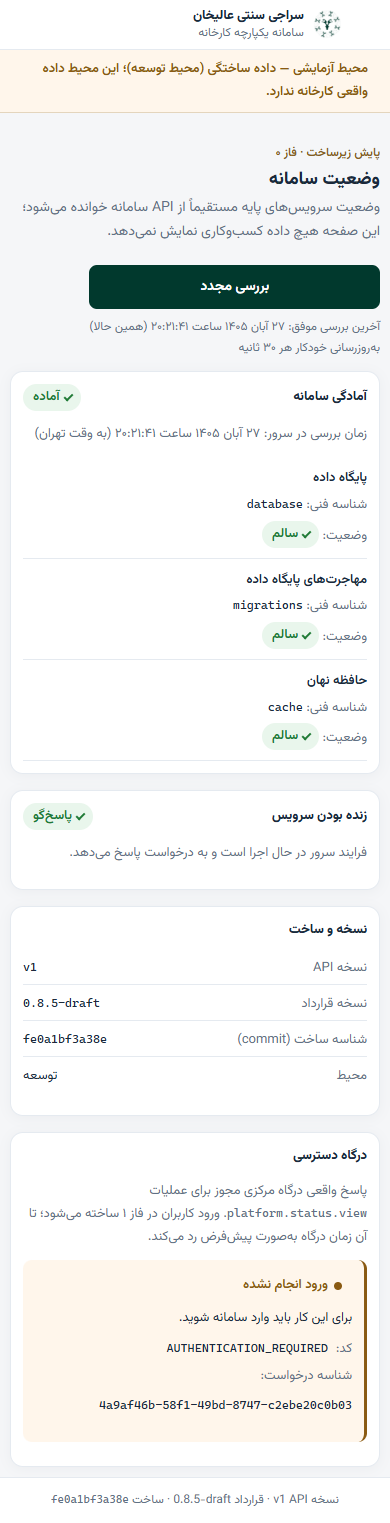 سراجی سنتی عالیخان
سامانه یکپارچه کارخانه
محیط آزمایشی — داده ساختگی (محیط توسعه)؛ این محیط داده
واقعی کارخانه ندارد.
پایش زیرساخت · فاز ۰
وضعیت سامانه
وضعیت سرویس‌های پایه مستقیماً از API سامانه خوانده می‌شود؛
این صفحه هیچ داده کسب‌وکاری نمایش نمی‌دهد.
بررسی مجدد
آخرین بررسی موفق: ۲۷ آبان ۱۴۰۵ ساعت ۲۰:۲۱:۴۱ (همین حالا)
به‌روزرسانی خودکار هر ۳۰ ثانیه
آمادگی سامانه
آماده
زمان بررسی در سرور: ۲۷ آبان ۱۴۰۵ ساعت ۲۰:۲۱:۴۱ (به وقت تهران)
پایگاه داده
شناسه فنی: database
وضعیت: سالم
مهاجرت‌های پایگاه داده
شناسه فنی: migrations
وضعیت: سالم
حافظه نهان
شناسه فنی: cache
وضعیت: سالم
زنده بودن سرویس
پاسخ‌گو
فرایند سرور در حال اجرا است و به درخواست پاسخ می‌دهد.
نسخه و ساخت
نسخه API v1
نسخه قرارداد 0.8.5-draft
شناسه ساخت (commit) fe0a1bf3a38e
محیط توسعه
درگاه دسترسی
پاسخ واقعی درگاه مرکزی مجوز برای عملیات
platform.status.view. ورود کاربران در فاز ۱ ساخته می‌شود؛ تا
آن زمان درگاه به‌صورت پیش‌فرض رد می‌کند.
ورود انجام نشده
برای این کار باید وارد سامانه شوید.
کد: AUTHENTICATION_REQUIRED
شناسه درخواست:
4a9af46b-58f1-49bd-8747-c2ebe20c0b03
نسخه API v1 · قرارداد 0.8.5-draft · ساخت fe0a1bf3a38e